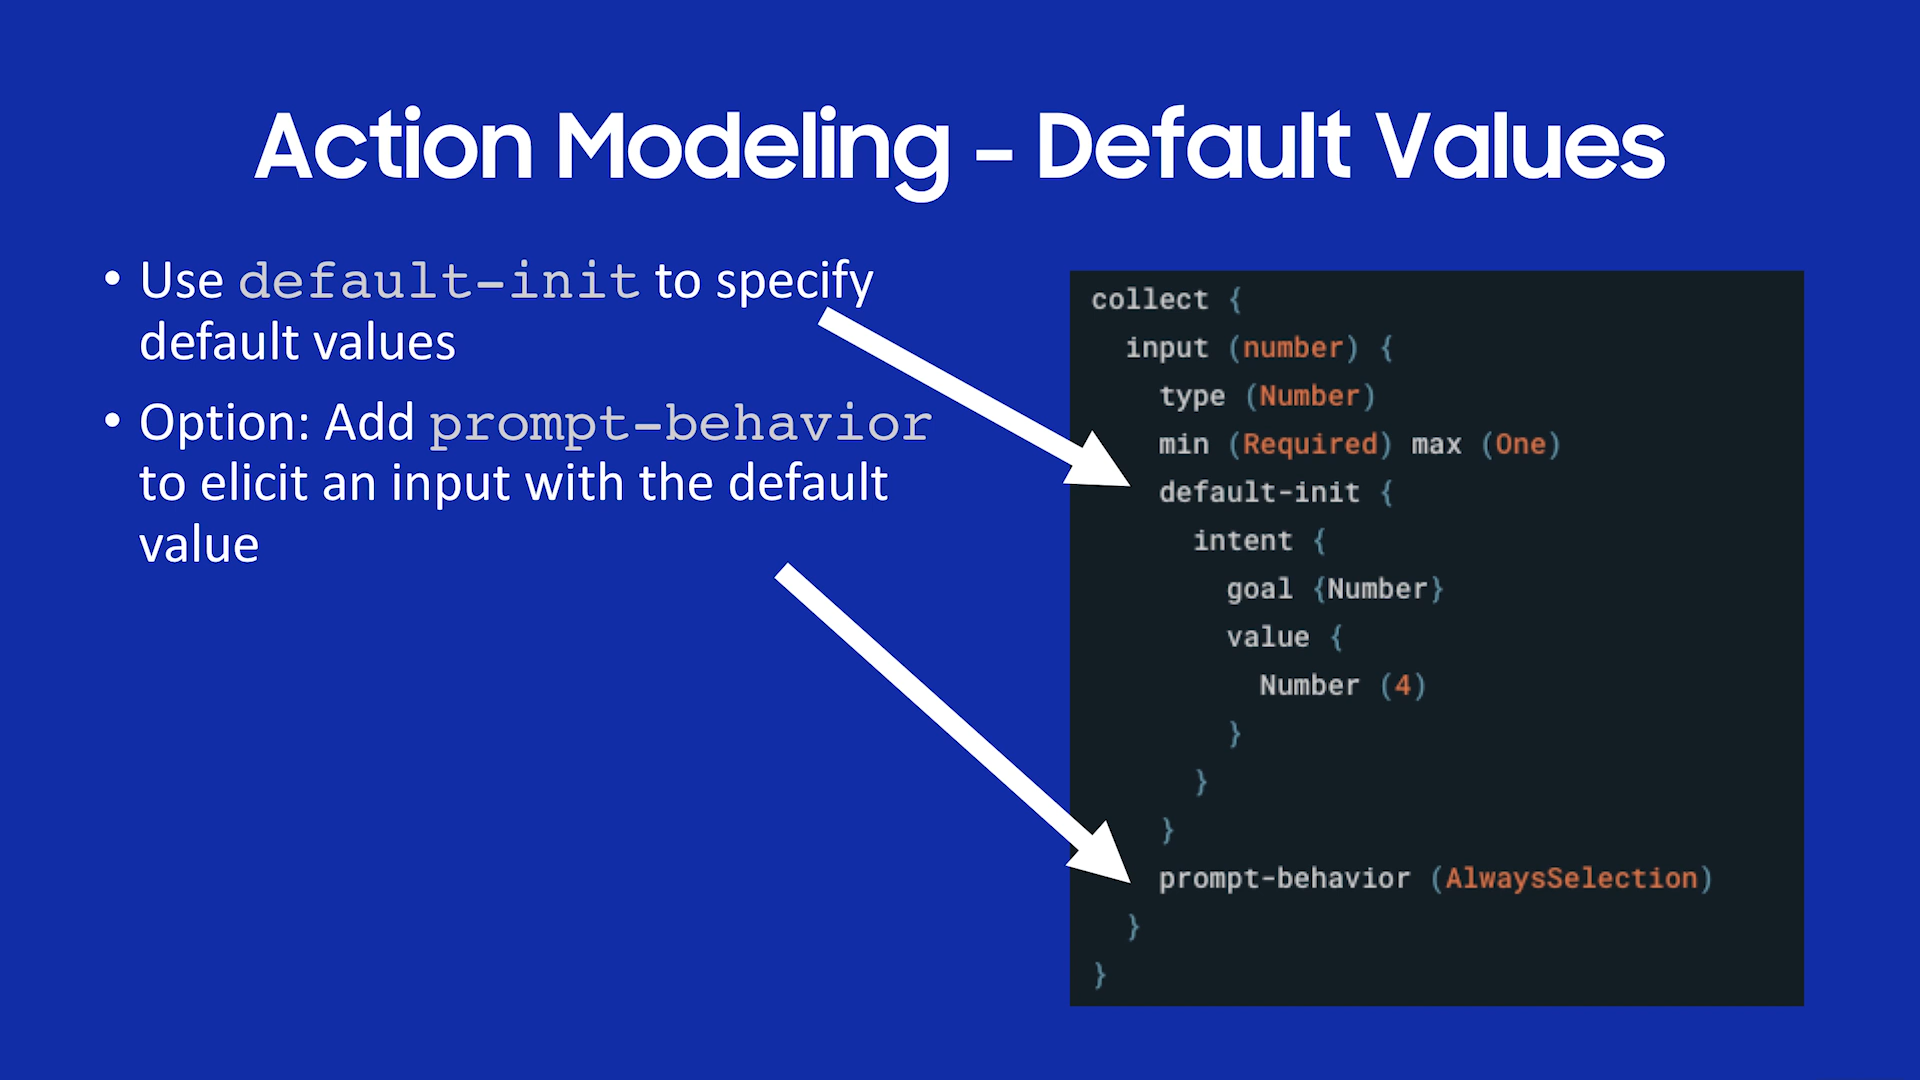 Action Modeling – Default Values
• Use default-init to specify
default values
• Option: Add prompt-behavior
to elicit an input with the default
value
collect {
  input (number) {
    type (Number)
    min (Required) max (One)
    default-init {
      intent {
        goal {Number}
        value {
          Number (4)
        }
      }
    }
    prompt-behavior (AlwaysSelection)
  }
}